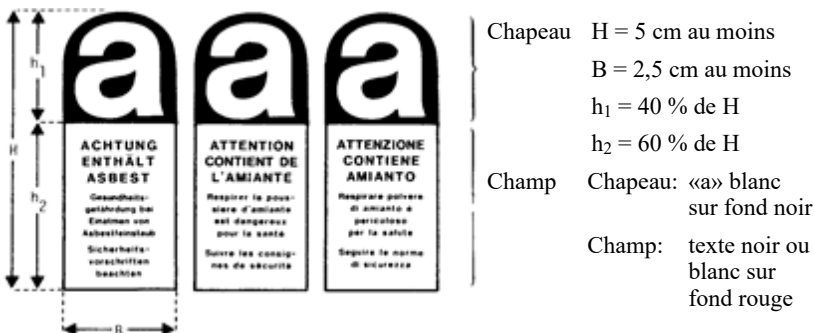 a a a
h1
H
h2
B
ACHTUNG
ENTHÄLT
ASBEST
Gesundheits-
gefährdung bei
Einatmen von
Asbestfeinstaub
Sicherheits-
vorschriften
beachten
ATTENTION
CONTIENT DE
L'AMIANTE
Respirer la pous-
siere d'amiante
est dangereux
pour la santé
Suivre les consig-
nes de sécurité
ATTENZIONE
CONTIENE
AMIANTO
Respirare polvere
di amianto è
pericoloso
per la salute
Seguire le norme
di sicurezza
Chapeau H = 5 cm au moins
B = 2,5 cm au moins
h1 = 40 % de H
h2 = 60 % de H
Champ Chapeau: «a» blanc
sur fond noir
Champ: texte noir ou
blanc sur
fond rouge